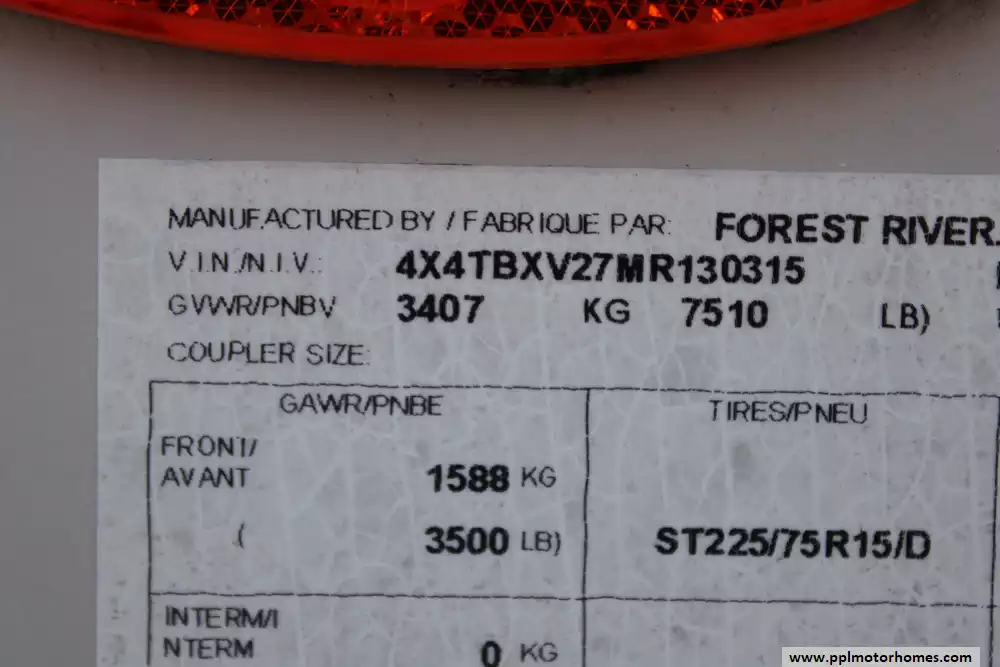 MANUFACTURED BY / FABRIQUE PAR: FOREST RIVER,
V.I.N./N.I.V.: 4X4TBXV27MR130315
GVWR/PNBV 3407 KG 7510 LB)
COUPLER SIZE:
GAWR/PNBE TIRES/PNEU
FRONT/
AVANT 1588 KG
( 3500 LB) ST225/75R15/D
INTERM/I
NTERM 0 KG
www.pplmotorhomes.com